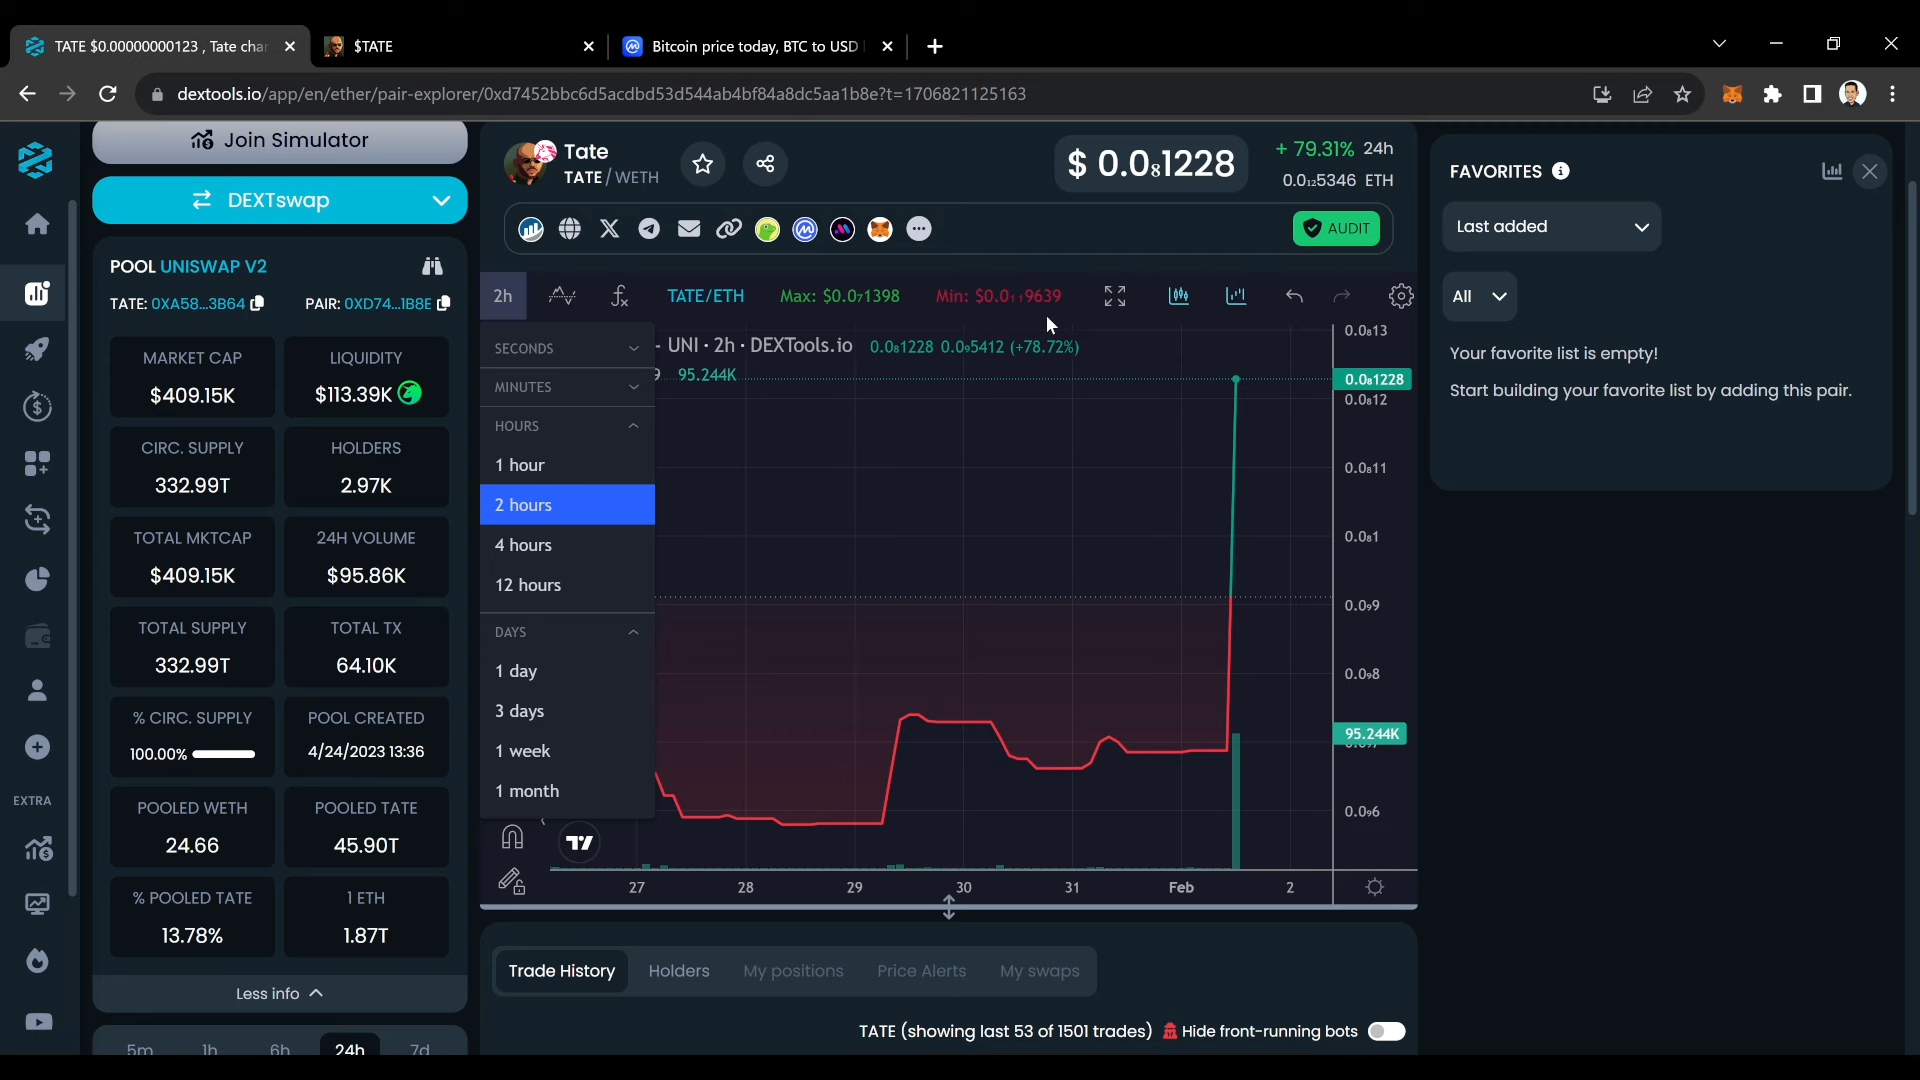 TATE $0.00000000123 , Tate cha
$TATE
Bitcoin price today, BTC to USD
dextools.io/app/en/ether/pair-explorer/0xd7452bbc6d5acdbd53d544ab4bf84a8dc5aa1b8e?t=1706821125163
Join Simulator
DEXTswap
POOL UNISWAP V2
TATE: 0XA58...3B64
PAIR: 0XD74...1B8E
MARKET CAP
$409.15K
LIQUIDITY
$113.39K
CIRC. SUPPLY
332.99T
HOLDERS
2.97K
TOTAL MKTCAP
$409.15K
24H VOLUME
$95.86K
TOTAL SUPPLY
332.99T
TOTAL TX
64.10K
% CIRC. SUPPLY
100.00%
POOL CREATED
4/24/2023 13:36
EXTRA
POOLED WETH
24.66
POOLED TATE
45.90T
% POOLED TATE
13.78%
1 ETH
1.87T
Less info
5m 1h 6h 24h 7d
Tate
TATE / WETH
$ 0.0₈1228
+ 79.31% 24h
0.0₁₂5346 ETH
AUDIT
2h
TATE/ETH
Max: $0.0₇1398
Min: $0.0₁₁9639
- UNI · 2h · DEXTools.io 0.0₈1228 0.0₉5412 (+78.72%)
9 95.244K
SECONDS
MINUTES
HOURS
1 hour
2 hours
4 hours
12 hours
DAYS
1 day
3 days
1 week
1 month
0.0₈13
0.0₈1228
0.0₈12
0.0₈11
0.0₈1
0.0₉9
0.0₉8
95.244K
0.0₉6
27 28 29 30 31 Feb 2
Trade History
Holders
My positions
Price Alerts
My swaps
TATE (showing last 53 of 1501 trades)
Hide front-running bots
FAVORITES
Last added
All
Your favorite list is empty!
Start building your favorite list by adding this pair.